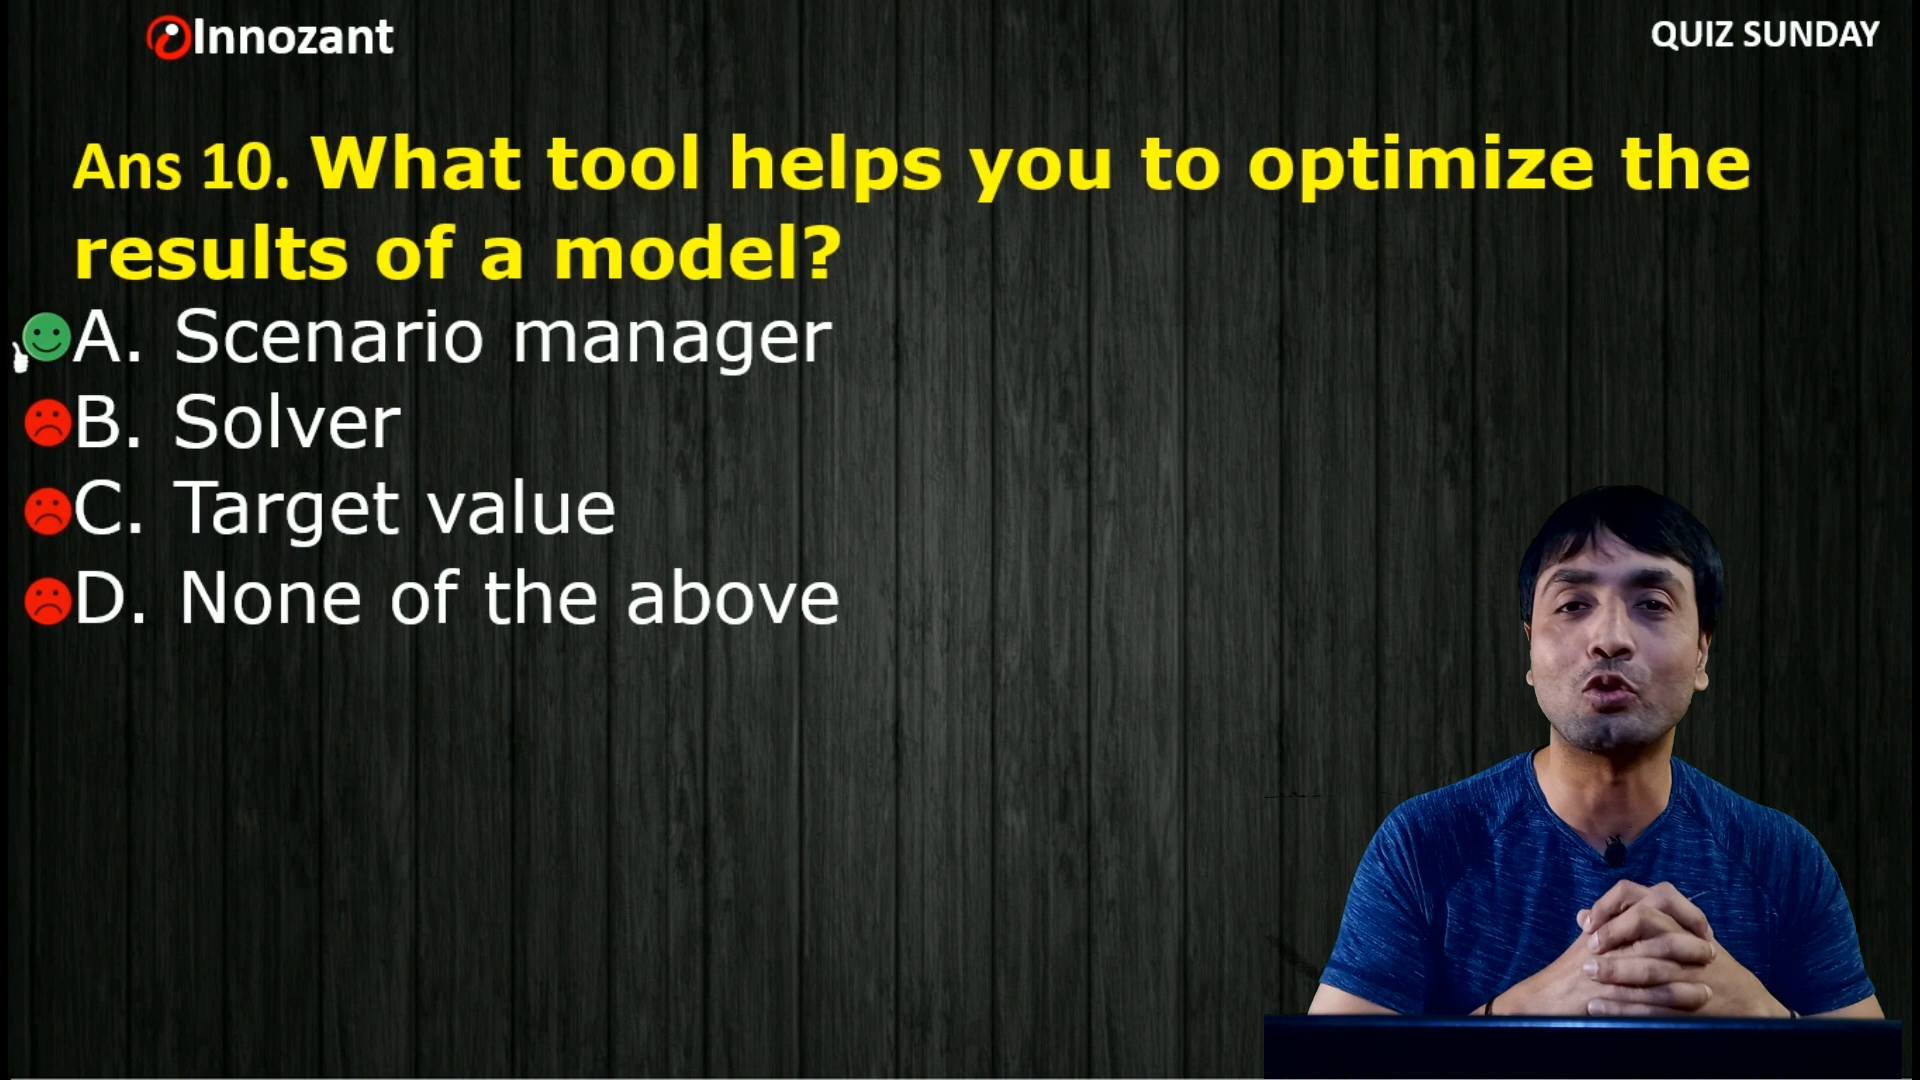 Innozant
QUIZ SUNDAY
Ans 10. What tool helps you to optimize the
results of a model?
A. Scenario manager
B. Solver
C. Target value
D. None of the above